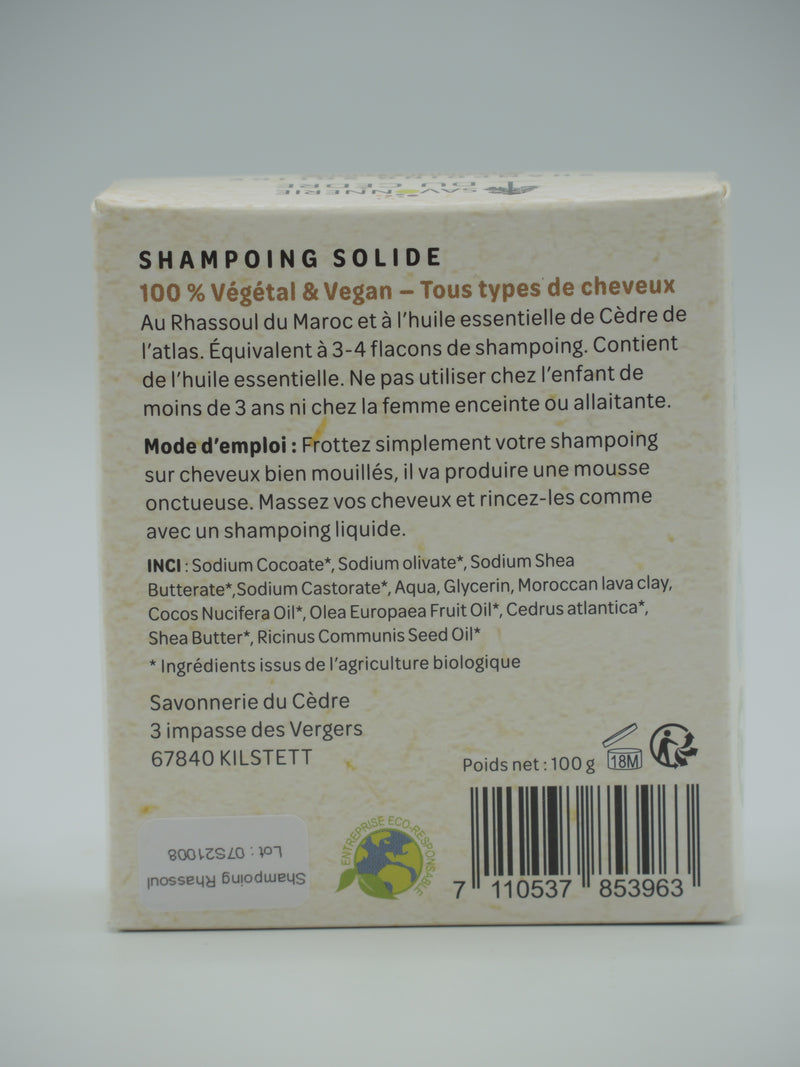 SAVONNERIE
DU CÈDRE
SHAMPOING SOLIDE
100 % Végétal & Vegan – Tous types de cheveux
Au Rhassoul du Maroc et à l'huile essentielle de Cèdre de
l'atlas. Équivalent à 3-4 flacons de shampoing. Contient
de l'huile essentielle. Ne pas utiliser chez l'enfant de
moins de 3 ans ni chez la femme enceinte ou allaitante.
Mode d'emploi : Frottez simplement votre shampoing
sur cheveux bien mouillés, il va produire une mousse
onctueuse. Massez vos cheveux et rincez-les comme
avec un shampoing liquide.
INCI : Sodium Cocoate*, Sodium olivate*, Sodium Shea
Butterate*,Sodium Castorate*, Aqua, Glycerin, Moroccan lava clay,
Cocos Nucifera Oil*, Olea Europaea Fruit Oil*, Cedrus atlantica*,
Shea Butter*, Ricinus Communis Seed Oil*
* Ingrédients issus de l'agriculture biologique
Savonnerie du Cèdre
3 impasse des Vergers
67840 KILSTETT
Poids net : 100 g
18M
Shampoing Rhassoul
Lot : 07S21008
ENTREPRISE ECO-RESPONSABLE
7 110537 853963